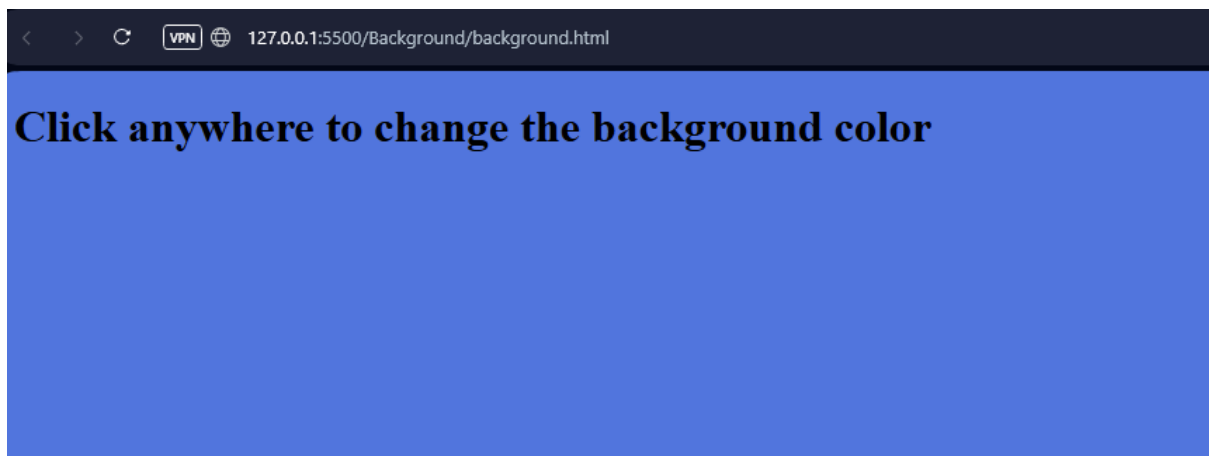 VPN 127.0.0.1:5500/Background/background.html
Click anywhere to change the background color